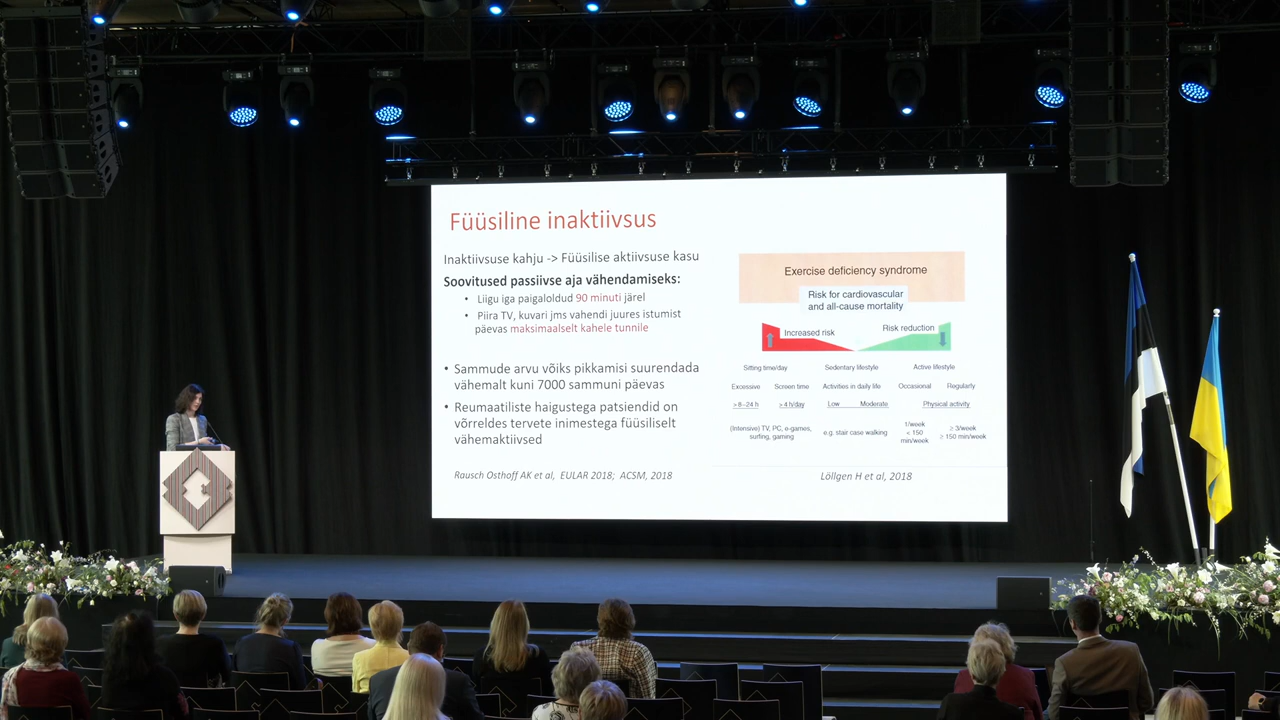 Füüsiline inaktiivsus
Inaktiivsuse kahju -> Füüsilise aktiivsuse kasu
Soovitused passiivse aja vähendamiseks:
• Liigu iga paigaloldud 90 minuti järel
• Piira TV, kuvari jms vahendi juures istumist
päevas maksimaalselt kahele tunnile
• Sammude arvu võiks pikkamisi suurendada
vähemalt kuni 7000 sammuni päevas
• Reumaatiliste haigustega patsiendid on
võrreldes tervete inimestega füüsiliselt
vähemaktiivsed
Rausch Osthoff AK et al, EULAR 2018; ACSM, 2018
Exercise deficiency syndrome
Risk for cardiovascular
and all-cause mortality
Increased risk
Risk reduction
Sitting time/day
Sedentary lifestyle
Active lifestyle
Excessive
Screen time
Activities in daily life
Occasional
Regularly
> 8–24 h
> 4 h/day
Low
Moderate
Physical activity
(Intensive) TV, PC, e-games,
surfing, gaming
e.g. stair case walking
1/week
< 150
min/week
≥ 3/week
≥ 150 min/week
Löllgen H et al, 2018